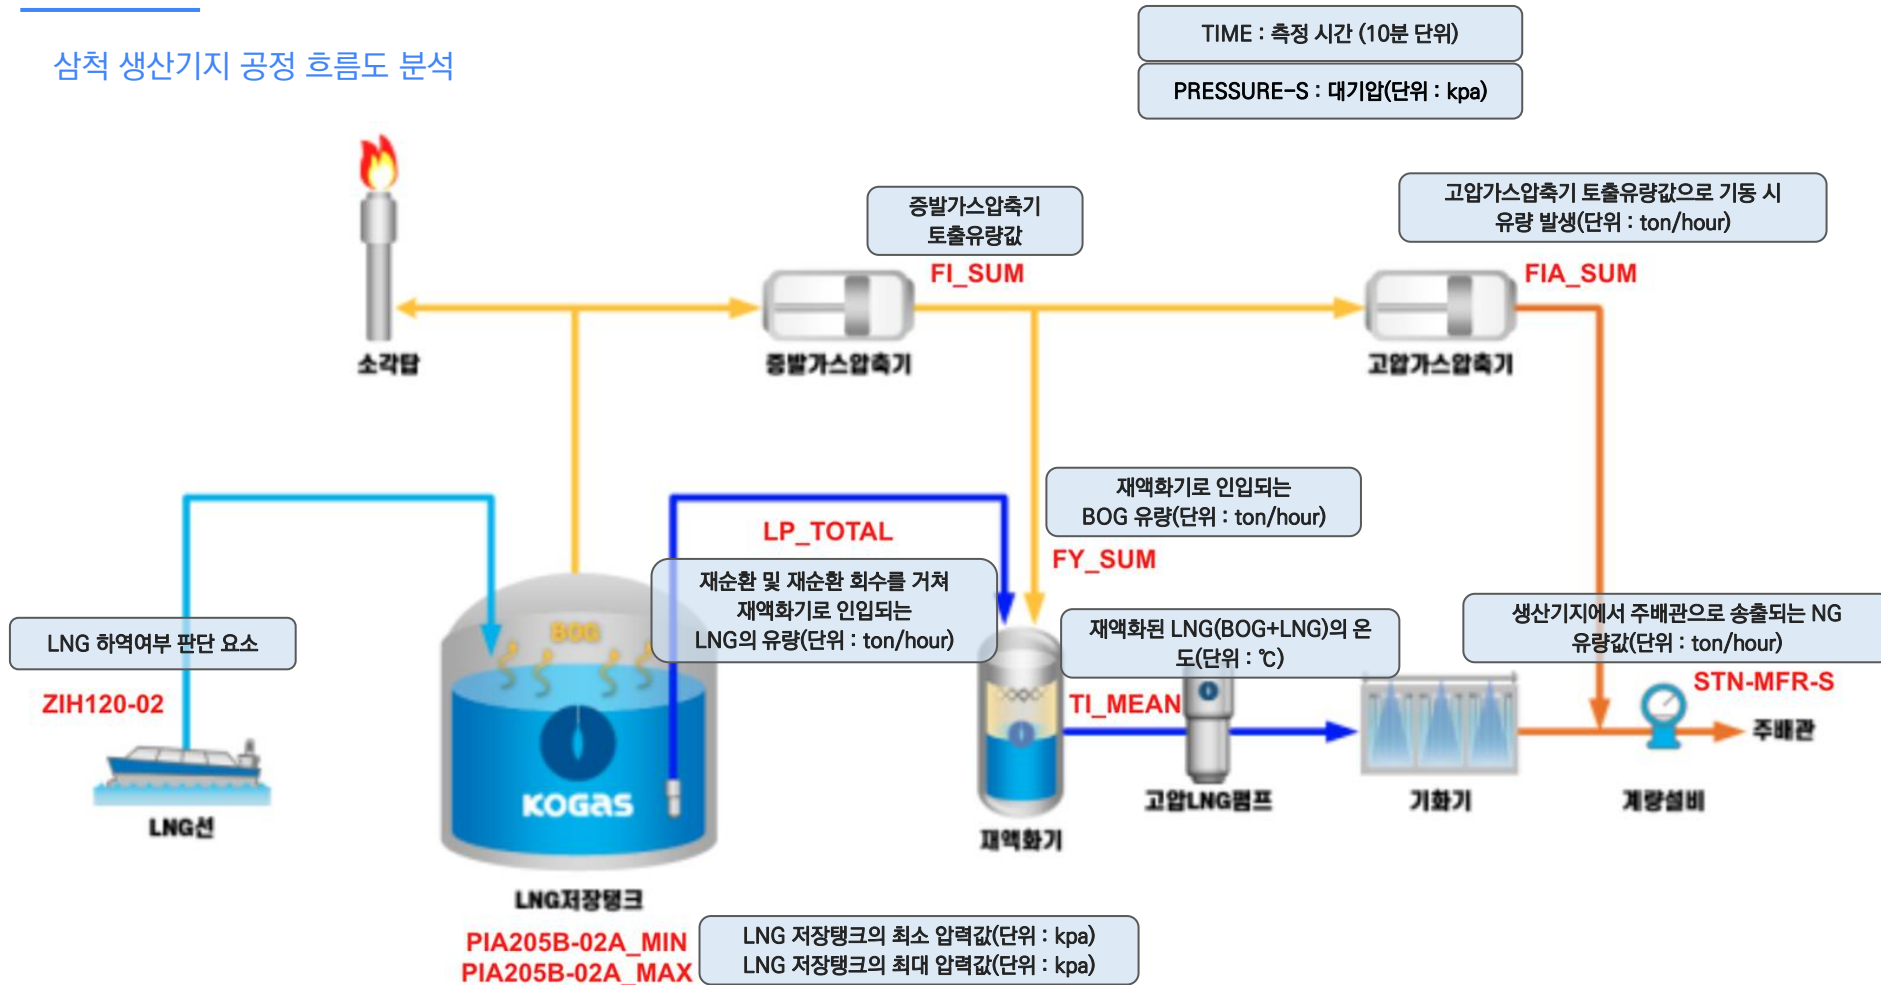 삼척 생산기지 공정 흐름도 분석
TIME : 측정 시간 (10분 단위)
PRESSURE-S : 대기압(단위 : kpa)
증발가스압축기
토출유량값
FI_SUM
고압가스압축기 토출유량값으로 기동 시
유량 발생(단위 : ton/hour)
FIA_SUM
소각탑
증발가스압축기
고압가스압축기
재액화기로 인입되는
BOG 유량(단위 : ton/hour)
FY_SUM
LP_TOTAL
재순환 및 재순환 회수를 거쳐
재액화기로 인입되는
LNG의 유량(단위 : ton/hour)
BOG
LNG 하역여부 판단 요소
ZIH120-02
재액화된 LNG(BOG+LNG)의 온
도(단위 : ℃)
TI_MEAN
생산기지에서 주배관으로 송출되는 NG
유량값(단위 : ton/hour)
STN-MFR-S
주배관
KOGAS
LNG선
재액화기
고압LNG펌프
기화기
계량설비
LNG저장탱크
PIA205B-02A_MIN
PIA205B-02A_MAX
LNG 저장탱크의 최소 압력값(단위 : kpa)
LNG 저장탱크의 최대 압력값(단위 : kpa)